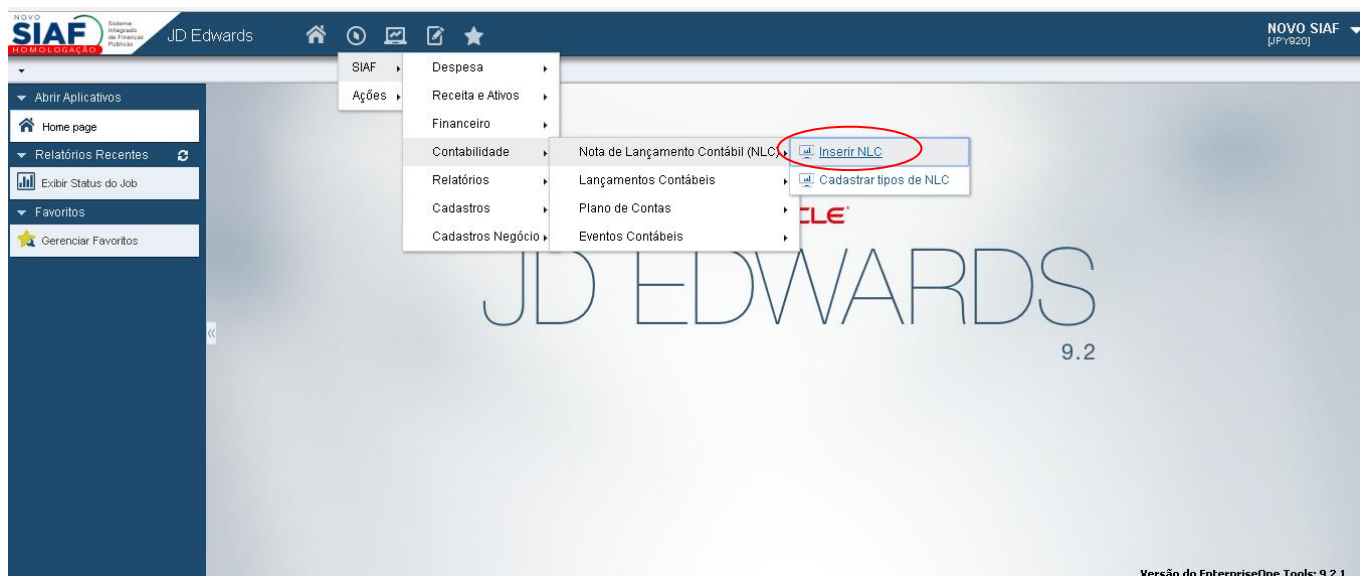 NOVO
SIAF
HOMOLOGAÇÃO
Sistema
Integrado
de Finanças
Públicas
JD Edwards
NOVO SIAF
[JPY920]
SIAF
Ações
Despesa
Receita e Ativos
Financeiro
Contabilidade
Relatórios
Cadastros
Cadastros Negócio
Nota de Lançamento Contábil (NLC)
Lançamentos Contábeis
Plano de Contas
Eventos Contábeis
Inserir NLC
Cadastrar tipos de NLC
Abrir Aplicativos
Home page
Relatórios Recentes
Exibir Status do Job
Favoritos
Gerenciar Favoritos
CLE
JD EDWARDS
9.2
Versão do EnterpriseOne Tools: 9.2.1